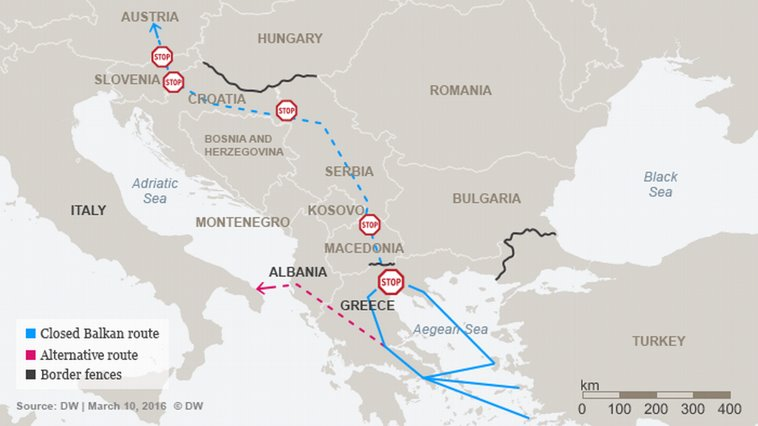 AUSTRIA
HUNGARY
STOP
SLOVENIA
STOP
ROMANIA
CROATIA
STOP
BOSNIA AND
HERZEGOVINA
SERBIA
Adriatic
Sea
Black
Sea
BULGARIA
ITALY
KOSOVO
MONTENEGRO
STOP
MACEDONIA
ALBANIA
STOP
GREECE
Aegean Sea
TURKEY
Closed Balkan route
Alternative route
Border fences
km
0 100 200 300 400
Source: DW | March 10, 2016 © DW